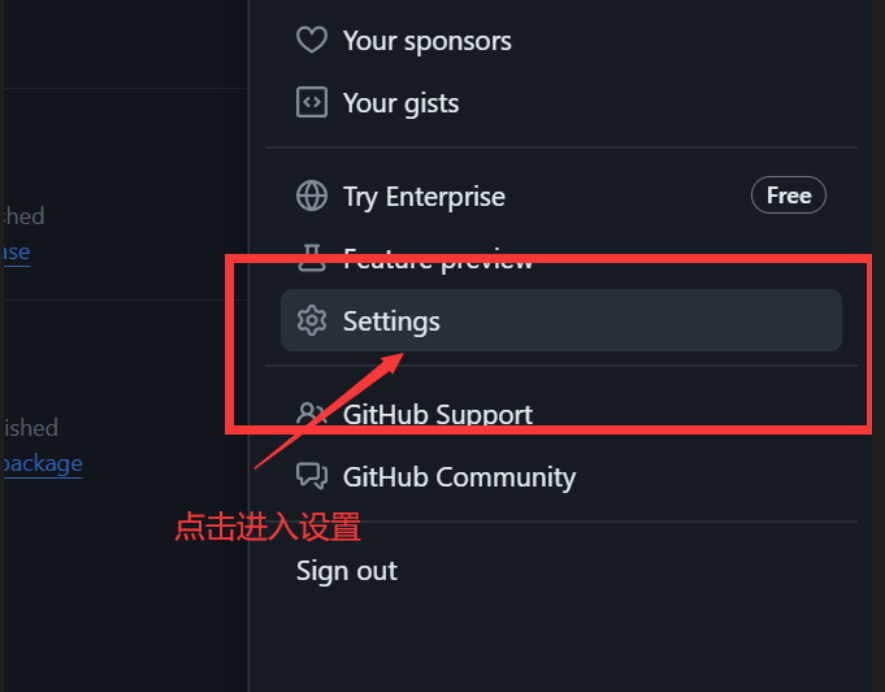 Your sponsors
Your gists
Try Enterprise
Free
shed
ase
Feature preview
Settings
GitHub Support
ished
package
GitHub Community
点击进入设置
Sign out